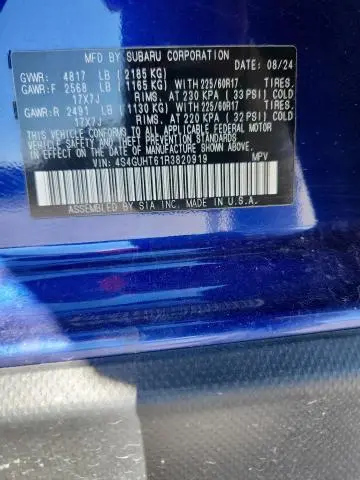 MFD BY SUBARU CORPORATION
DATE: 08/24
GVWR: 4817 LB (2185 KG)
GAWR:F 2568 LB (1165 KG) WITH 225/60R17 TIRES.
17X7J RIMS, AT 230 KPA (33 PSI) COLD
GAWR:R 2491 LB (1130 KG) WITH 225/60R17 TIRES.
17X7J RIMS, AT 220 KPA (32 PSI) COLD
THIS VEHICLE CONFORMS TO ALL APPLICABLE FEDERAL MOTOR
VEHICLE SAFETY, BUMPER AND THEFT PREVENTION STANDARDS
IN EFFECT ON THE DATE OF MANUFACTURE SHOWN ABOVE.
VIN: 4S4GUHT61R3820919 MPV
ASSEMBLED BY SIA INC. MADE IN U.S.A.